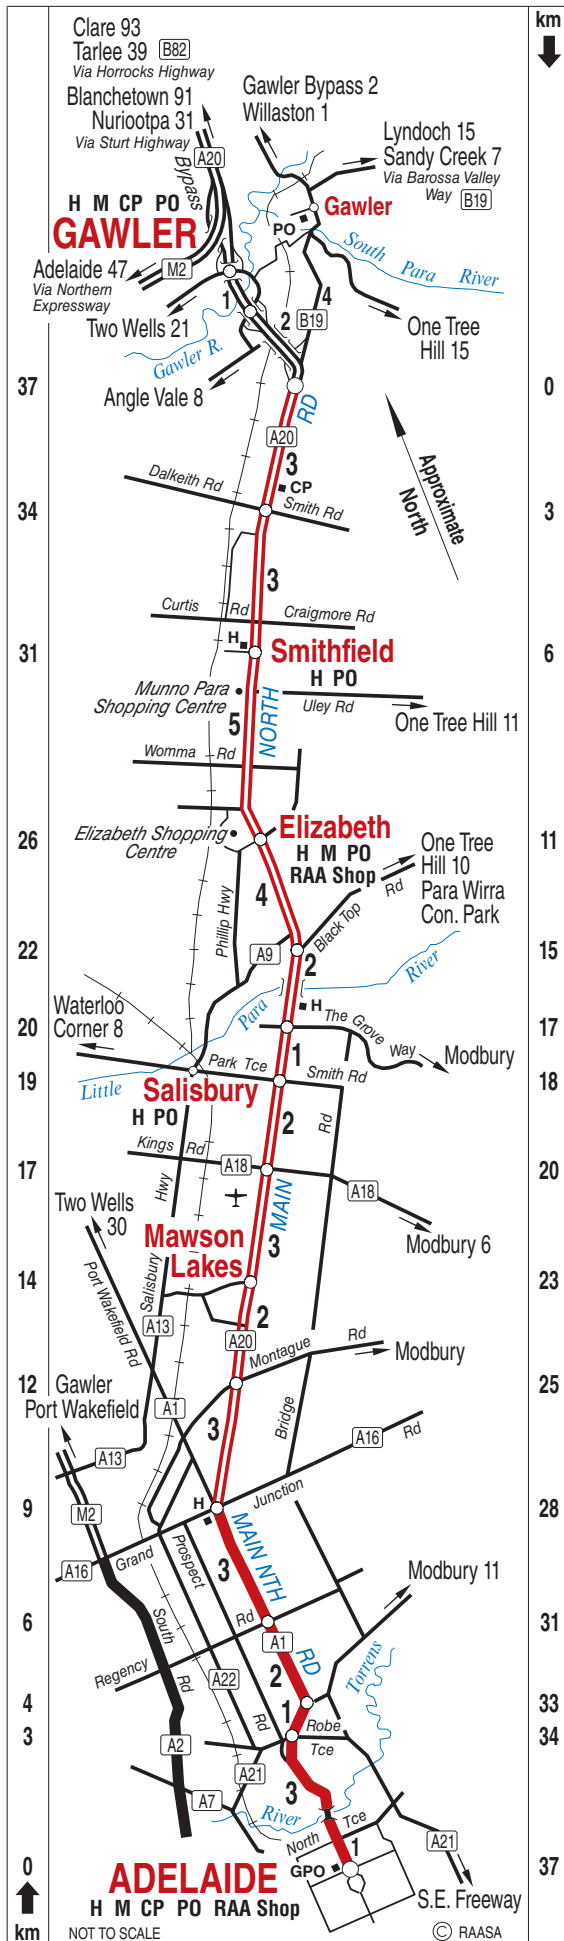 km
Clare 93
Tarlee 39 B82
Via Horrocks Highway
Blanchetown 91
Nuriootpa 31
Via Sturt Highway
A20
Bypass
Gawler Bypass 2
Willaston 1
Lyndoch 15
Sandy Creek 7
Via Barossa Valley
Way B19
H M CP PO
GAWLER
Gawler
PO
South Para River
Adelaide 47
Via Northern
Expressway
M2
1
4
2
B19
Two Wells 21
One Tree
Hill 15
Gawler R.
Angle Vale 8
37
0
RD
A20
3
CP
Approximate
North
Dalkeith Rd
Smith Rd
34
3
3
Curtis Rd
Craigmore Rd
H
31
Smithfield
6
H PO
Munno Para
Shopping Centre
Uley Rd
5
NORTH
One Tree Hill 11
Womma Rd
Elizabeth Shopping
Centre
26
Elizabeth
11
H M PO
RAA Shop
One Tree
Hill 10
Para Wirra
Con. Park
4
Phillip Hwy
Black Top Rd
A9
22
15
2
River
Para
Little
H
Waterloo
Corner 8
20
The Grove Way
17
Modbury
1
Park Tce
Smith Rd
19
18
Salisbury
H PO
2
Rd
Kings Rd
A18
17
20
A18
Hwy
MAIN
Two Wells
30
Modbury 6
Mawson
Lakes
3
14
23
Port Wakefield Rd
Salisbury
A13
2
A20
Montague Rd
Modbury
12
25
Gawler
Port Wakefield
A1
Bridge
A13
3
A16
Rd
M2
H
Junction
9
28
Grand
A16
Prospect
MAIN NTH
3
Modbury 11
South
Rd
6
31
A1
Regency
RD
Torrens
Rd
A22
2
4
33
1
3
Rd
Robe
Tce
34
A2
A21
3
A7
River
North Tce
1
A21
GPO
0
ADELAIDE
37
H M CP PO RAA Shop
S.E. Freeway
km
NOT TO SCALE
© RAASA